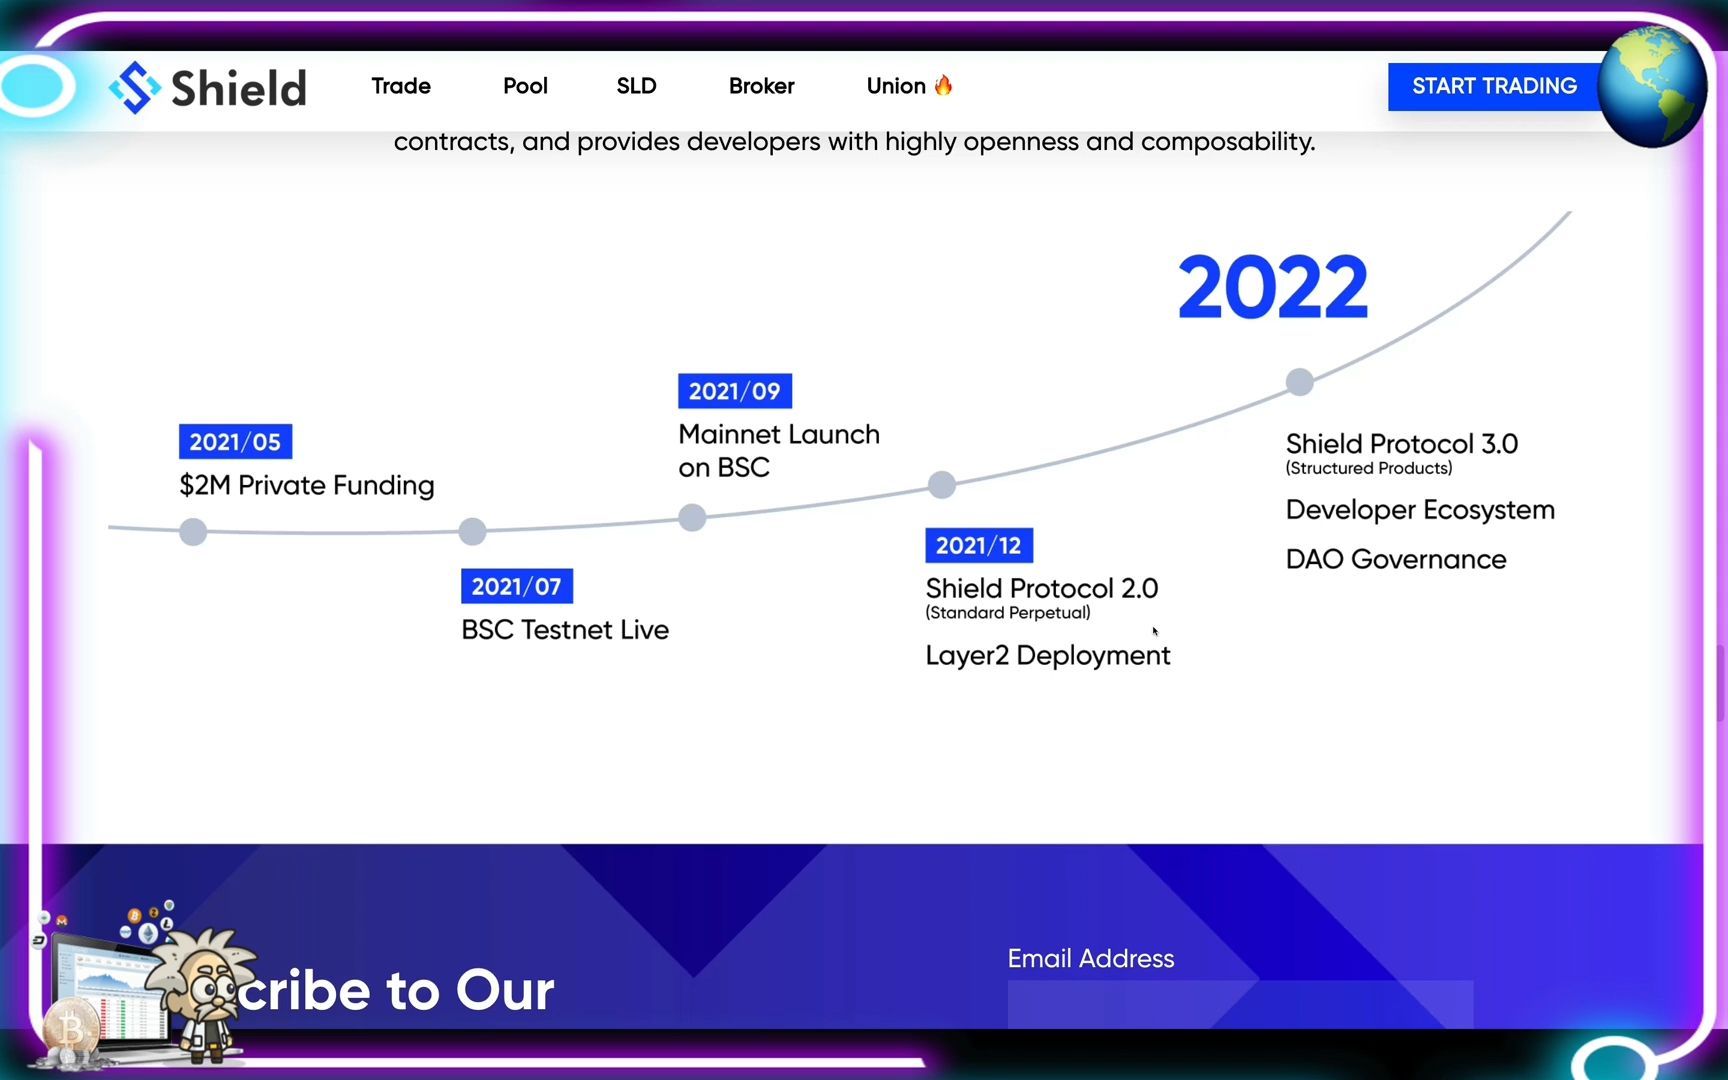 Shield
Trade
Pool
SLD
Broker
Union
START TRADING
contracts, and provides developers with highly openness and composability.
2022
2021/09
Mainnet Launch
on BSC
2021/05
$2M Private Funding
Shield Protocol 3.0
(Structured Products)
Developer Ecosystem
DAO Governance
2021/12
Shield Protocol 2.0
(Standard Perpetual)
Layer2 Deployment
2021/07
BSC Testnet Live
Email Address
cribe to Our